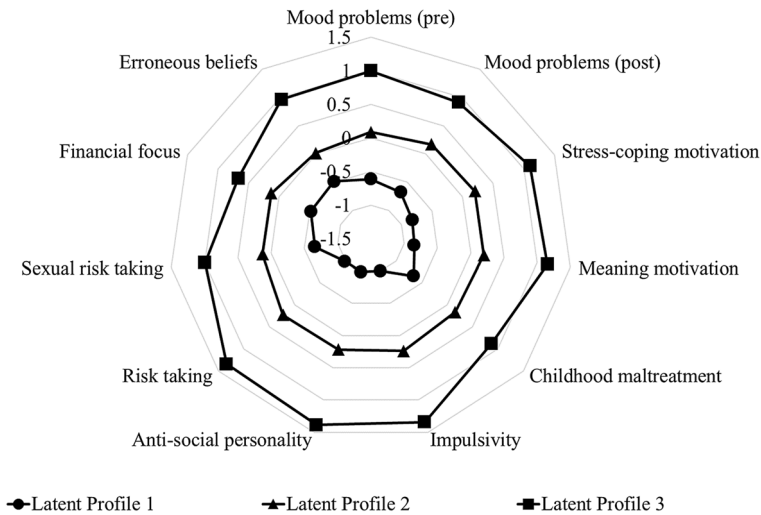 Mood problems (pre)
1.5
Erroneous beliefs
Mood problems (post)
1
0.5
Financial focus
0
Stress-coping motivation
-0.5
-1
-1.5
Sexual risk taking
Meaning motivation
Risk taking
Childhood maltreatment
Anti-social personality
Impulsivity
Latent Profile 1
Latent Profile 2
Latent Profile 3